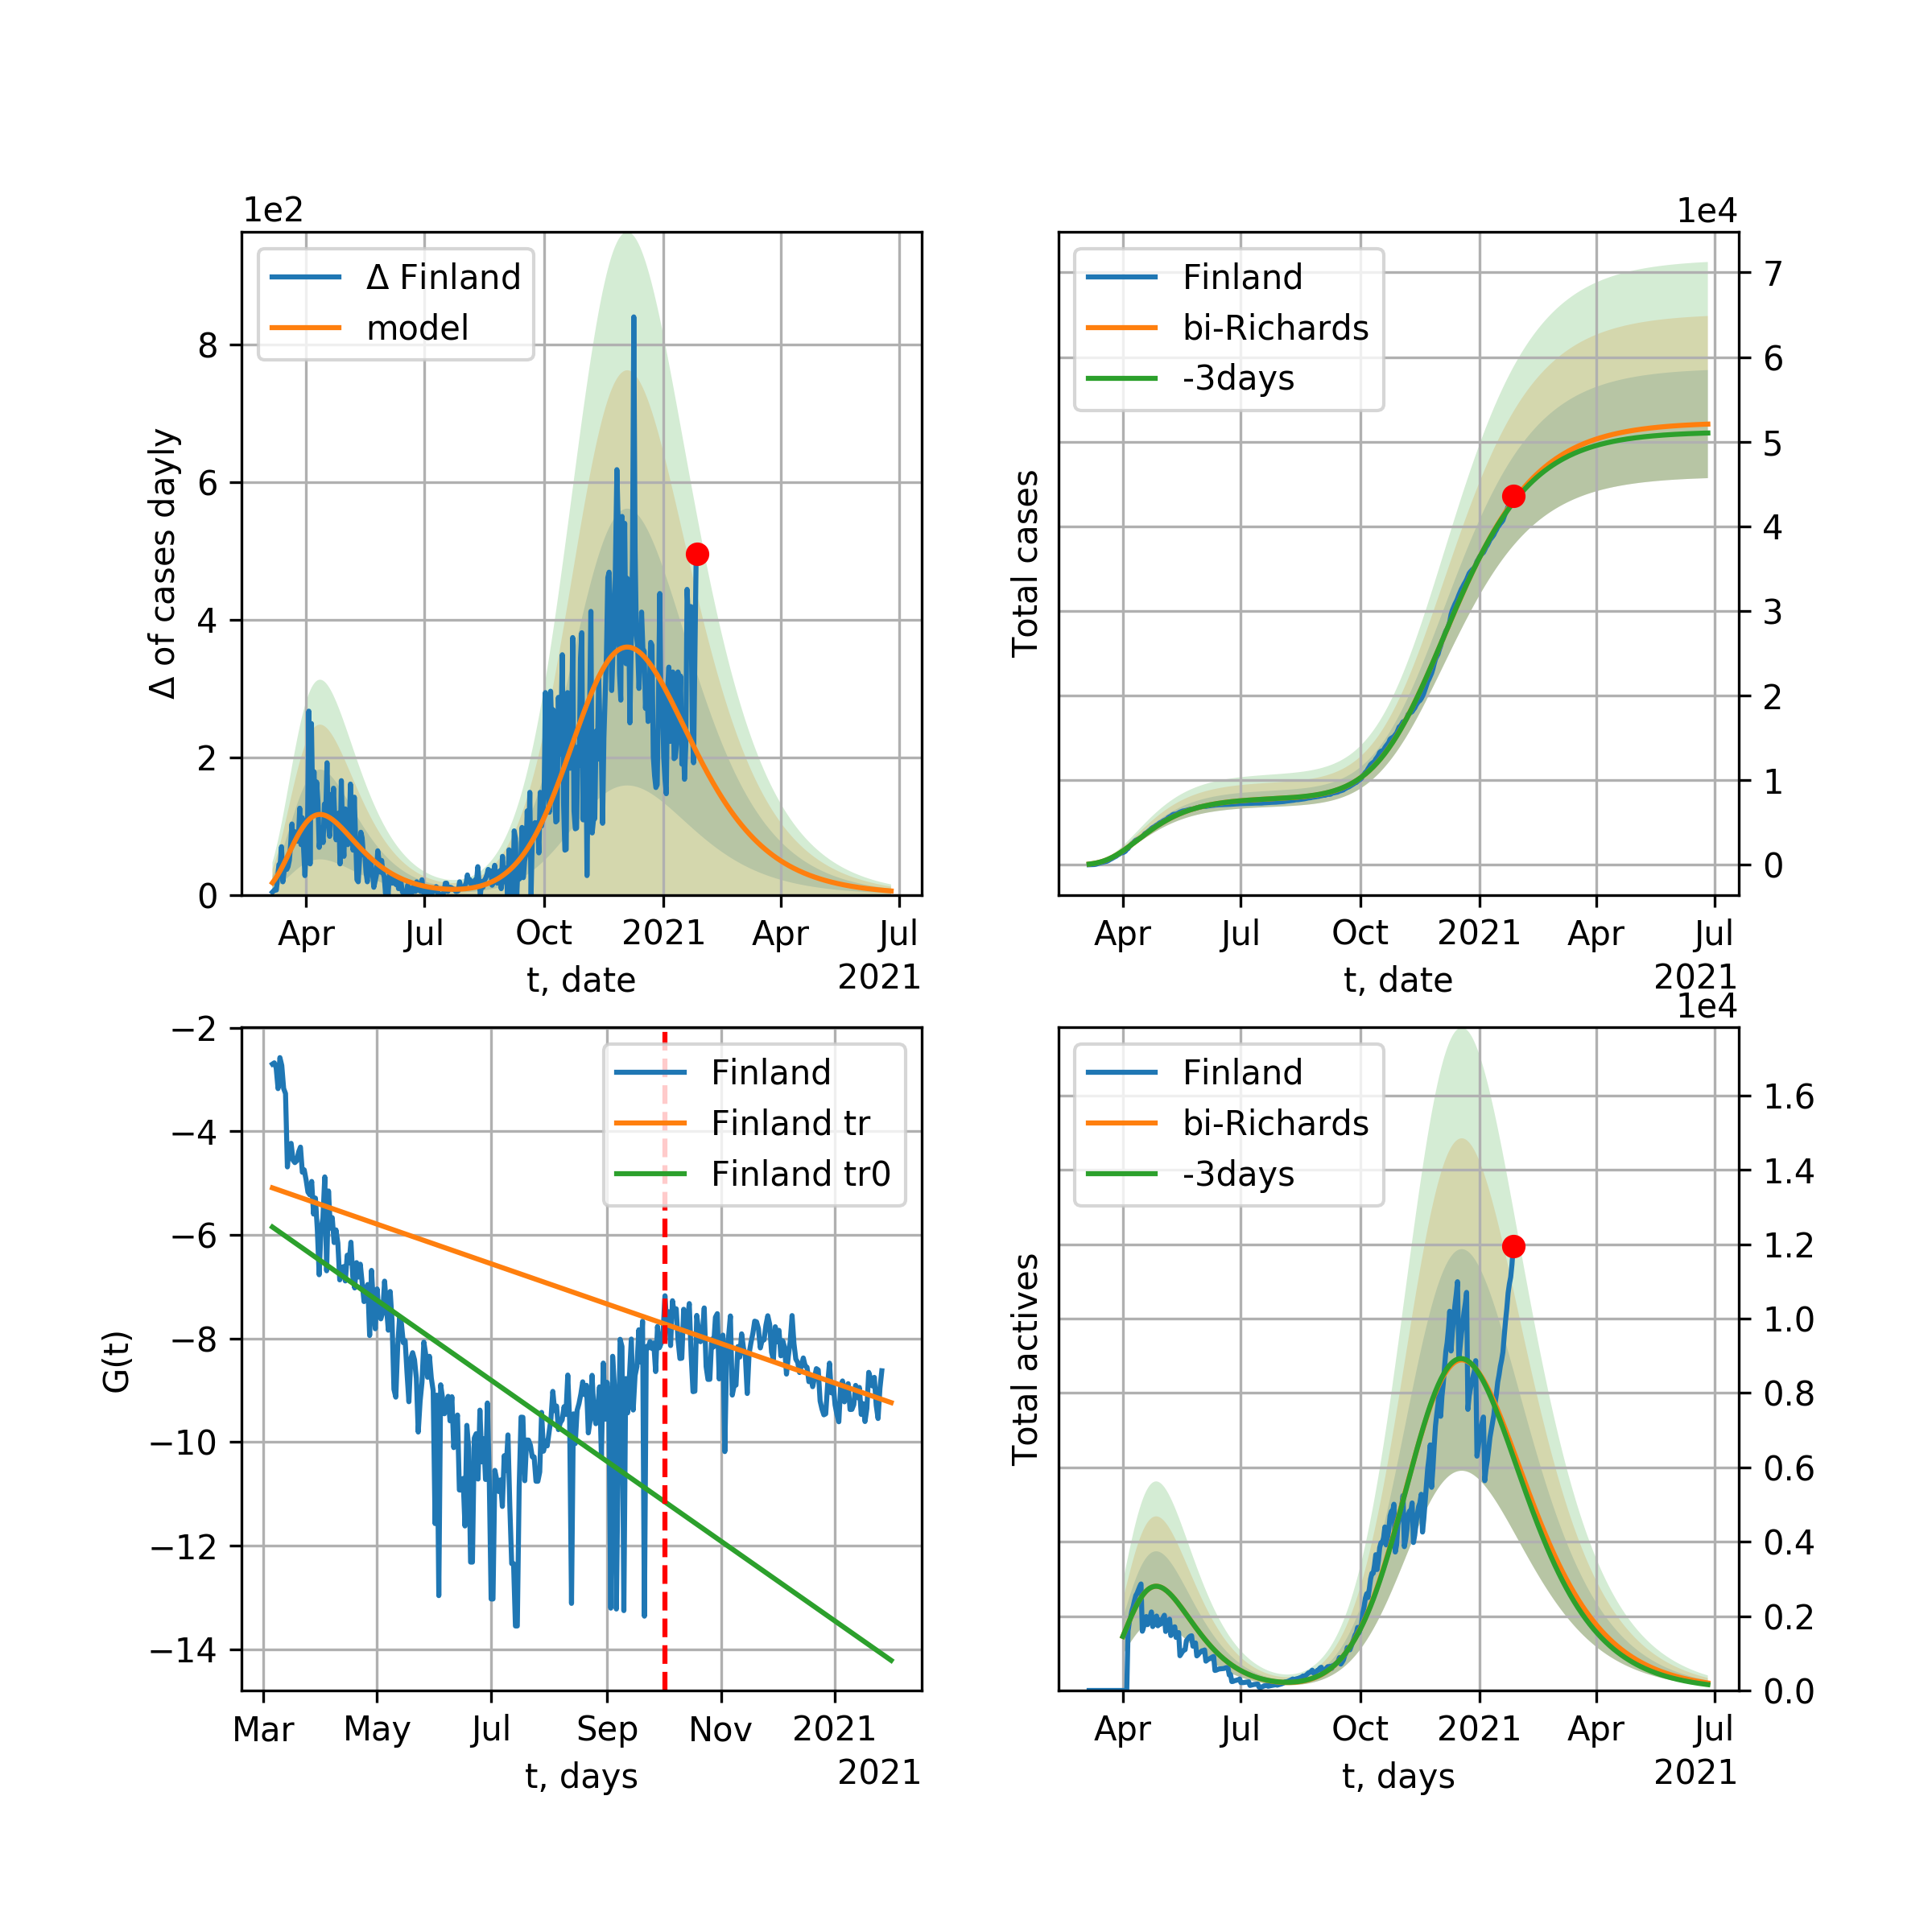 1e2
Δ Finland
model
8
6
4
2
0
Δ of cases dayly
Apr
Jul
Oct
2021
Apr
Jul
t, date
2021
1e4
Finland
bi-Richards
-3days
7
6
5
4
3
2
1
0
Total cases
Apr
Jul
Oct
2021
Apr
Jul
t, date
2021
−2
−4
−6
−8
−10
−12
−14
G(t)
Finland
Finland tr
Finland tr0
Mar
May
Jul
Sep
Nov
2021
t, days
2021
1e4
Finland
bi-Richards
-3days
1.6
1.4
1.2
1.0
0.8
0.6
0.4
0.2
0.0
Total actives
Apr
Jul
Oct
2021
Apr
Jul
t, days
2021